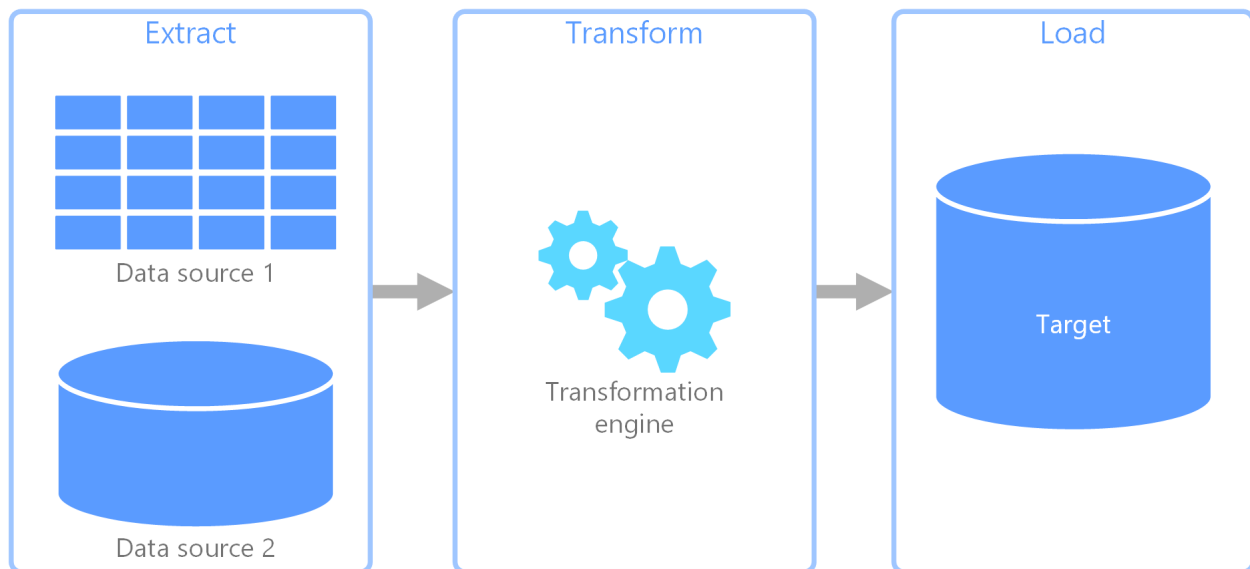 Extract
Transform
Load
Data source 1
Data source 2
Transformation
engine
Target